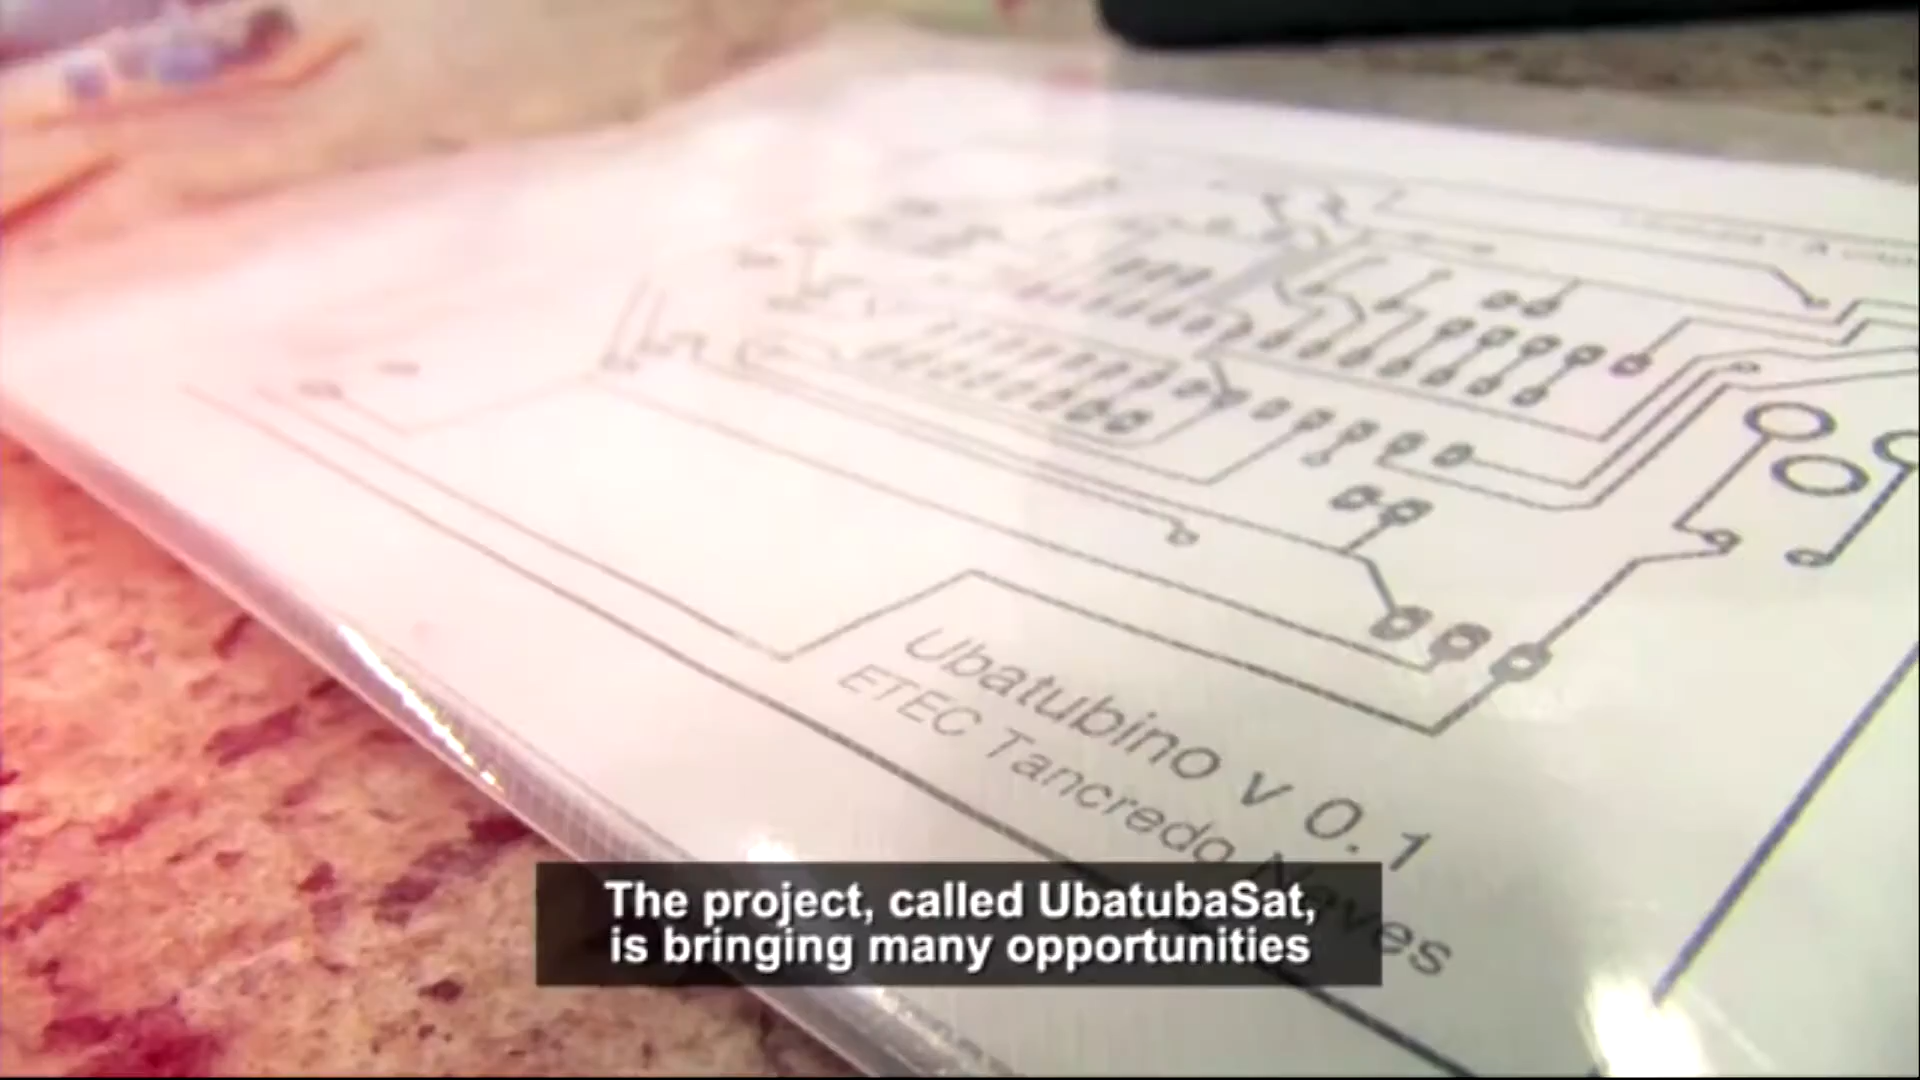 Ubatubino v 0.1
ETEC Tancredo Neves
The project, called UbatubaSat,
is bringing many opportunities